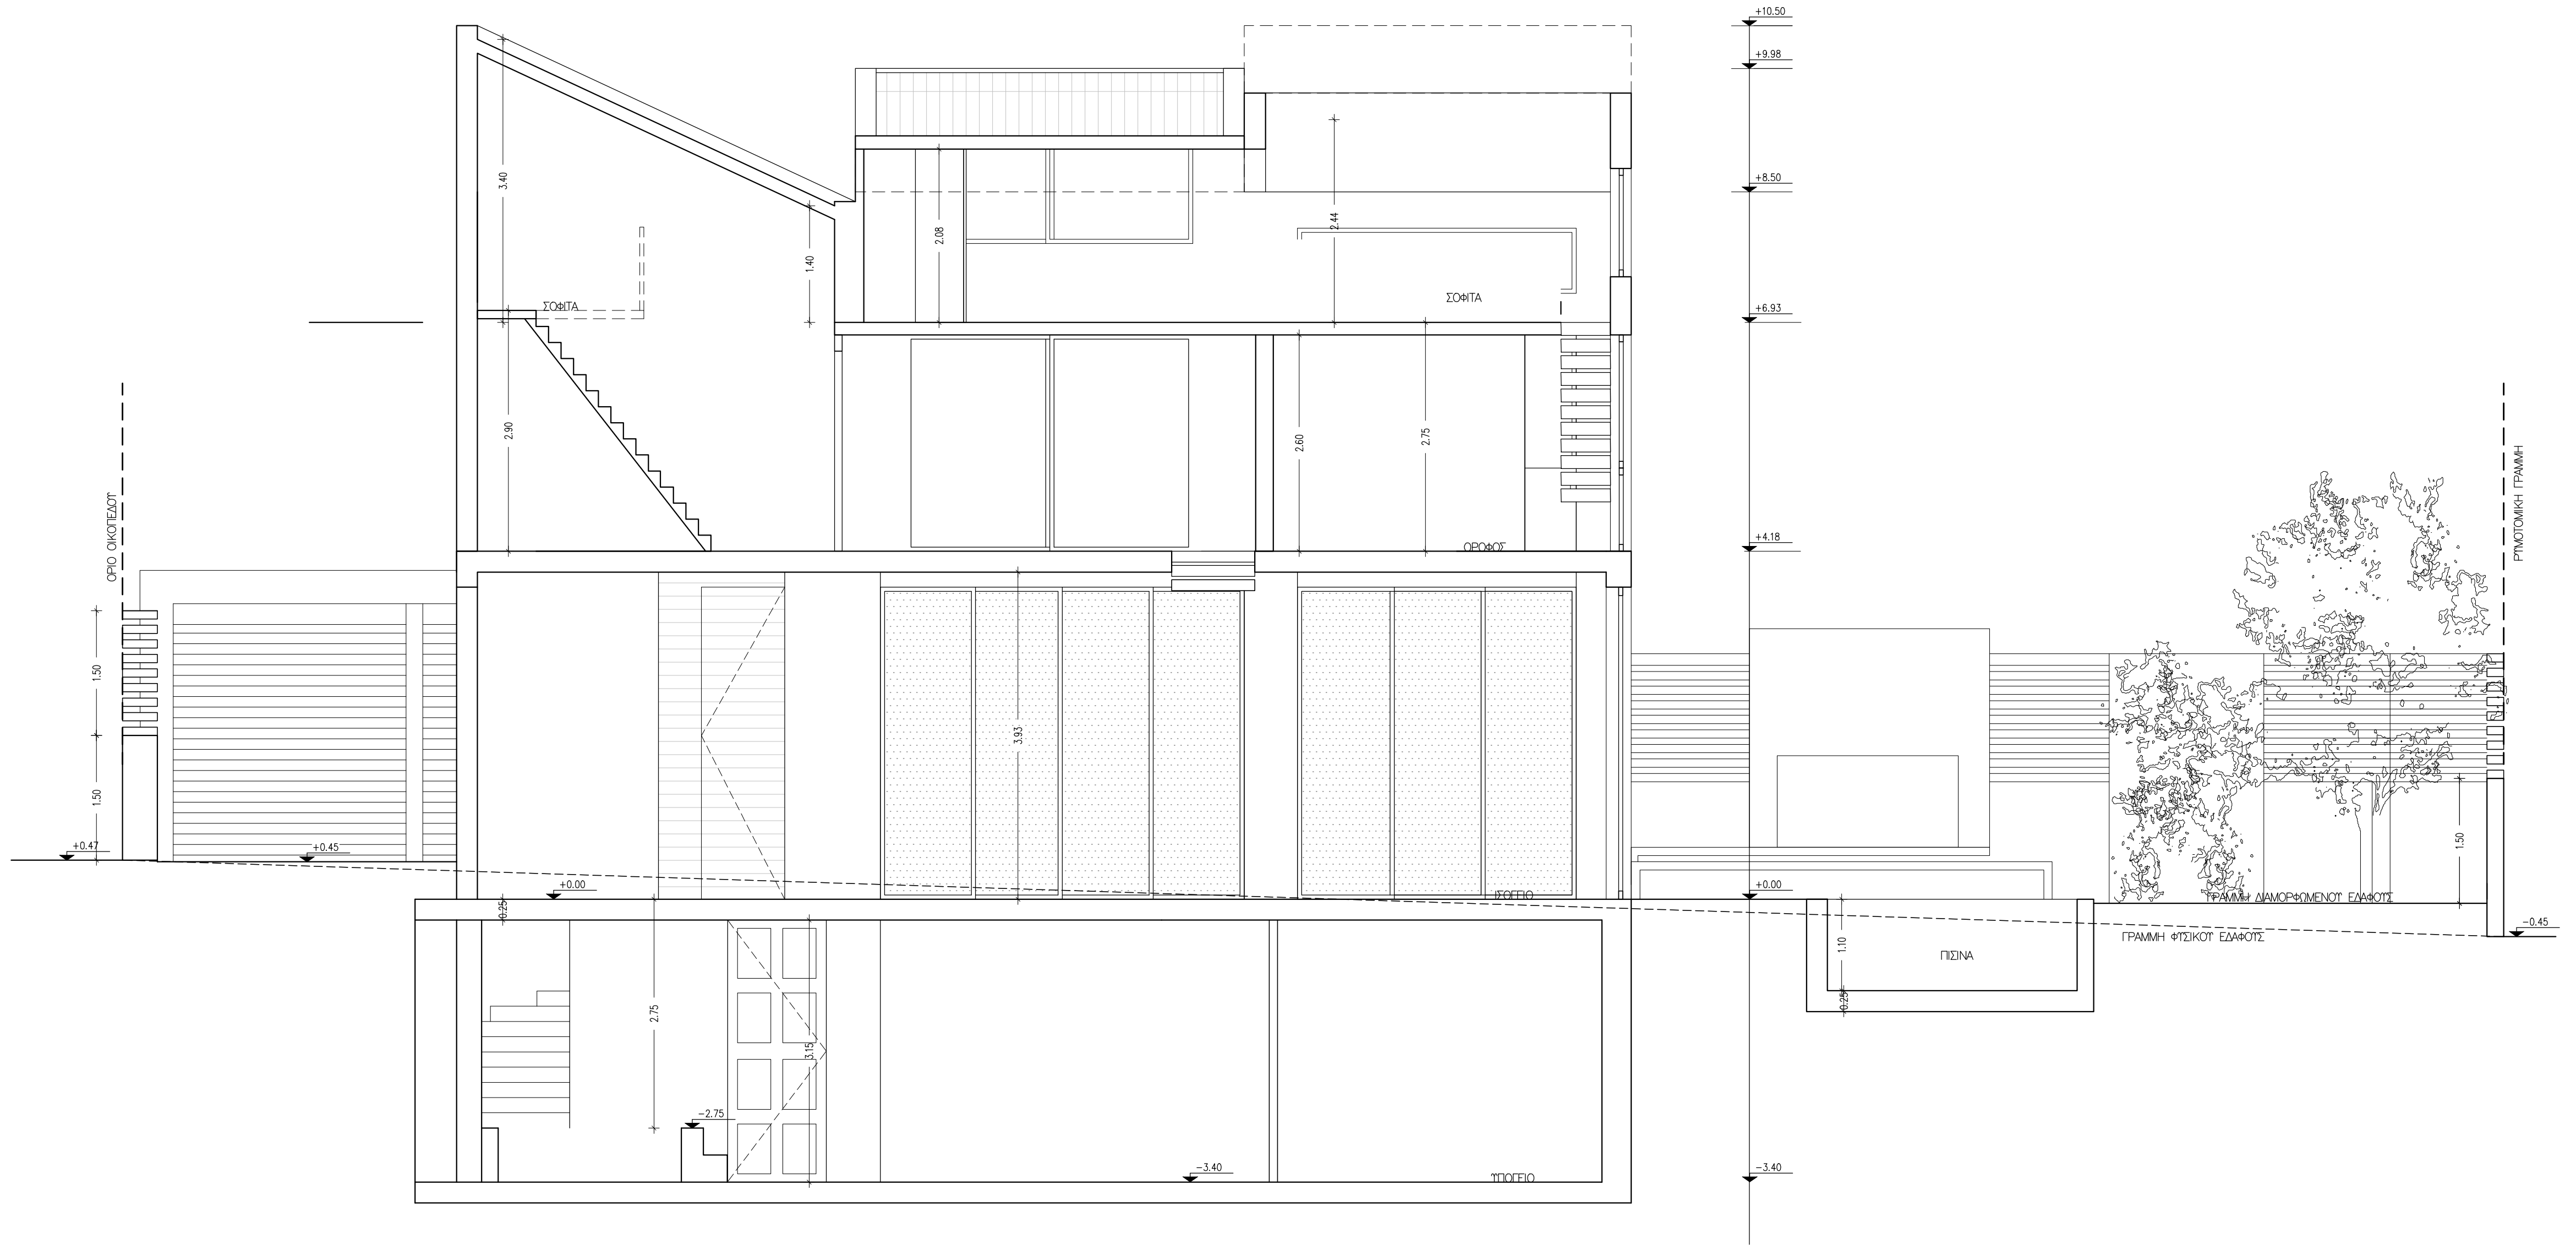 +10.50
+9.98
3.40
+8.50
2.44
2.08
1.40
ΣΟΦΙΤΑ
ΣΟΦΙΤΑ
+6.93
2.90
2.60
2.75
ΟΡΙΟ ΟΙΚΟΠΕΔΟΥ
ΡΥΜΟΤΟΜΙΚΗ ΓΡΑΜΜΗ
ΟΡΟΦΟΣ
+4.18
1.50
3.93
1.50
1.50
+0.47
+0.45
+0.00
ΙΣΟΓΕΙΟ
+0.00
ΓΡΑΜΜΗ ΔΙΑΜΟΡΦΩΜΕΝΟΥ ΕΔΑΦΟΥΣ
0.25
-0.45
ΓΡΑΜΜΗ ΦΥΣΙΚΟΥ ΕΔΑΦΟΥΣ
1.10
ΠΙΣΙΝΑ
0.25
2.75
3.15
-2.75
-3.40
ΥΠΟΓΕΙΟ
-3.40